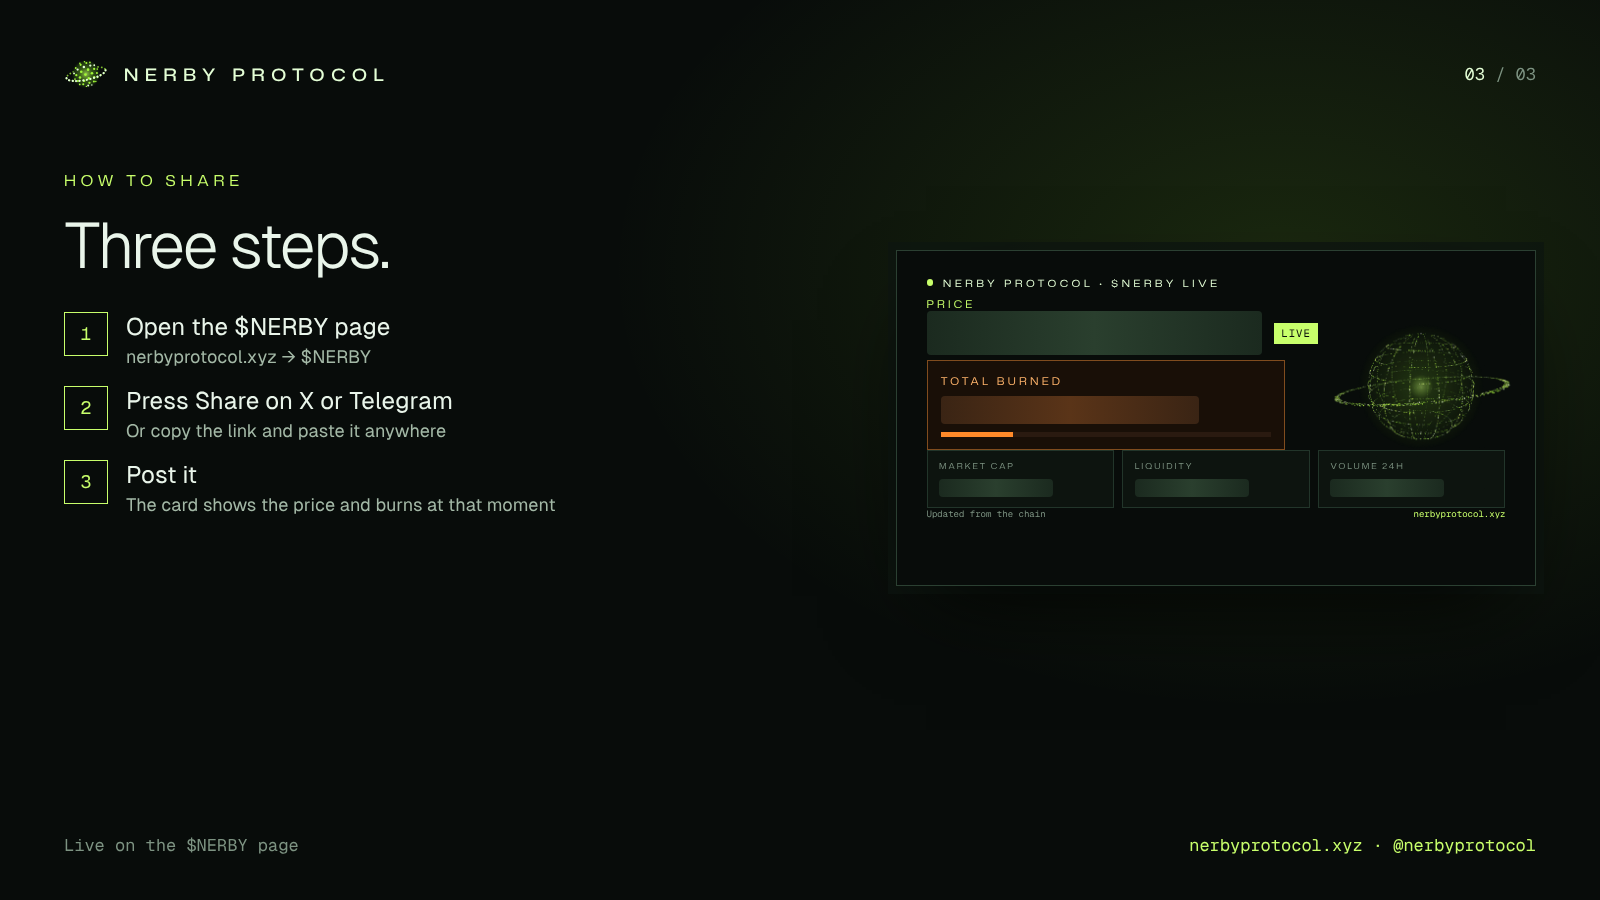 NERBY PROTOCOL
03 / 03
HOW TO SHARE
Three steps.
1
Open the $NERBY page
nerbyprotocol.xyz → $NERBY
2
Press Share on X or Telegram
Or copy the link and paste it anywhere
3
Post it
The card shows the price and burns at that moment
NERBY PROTOCOL · $NERBY LIVE
PRICE
LIVE
TOTAL BURNED
MARKET CAP
LIQUIDITY
VOLUME 24H
Updated from the chain
nerbyprotocol.xyz
Live on the $NERBY page
nerbyprotocol.xyz · @nerbyprotocol